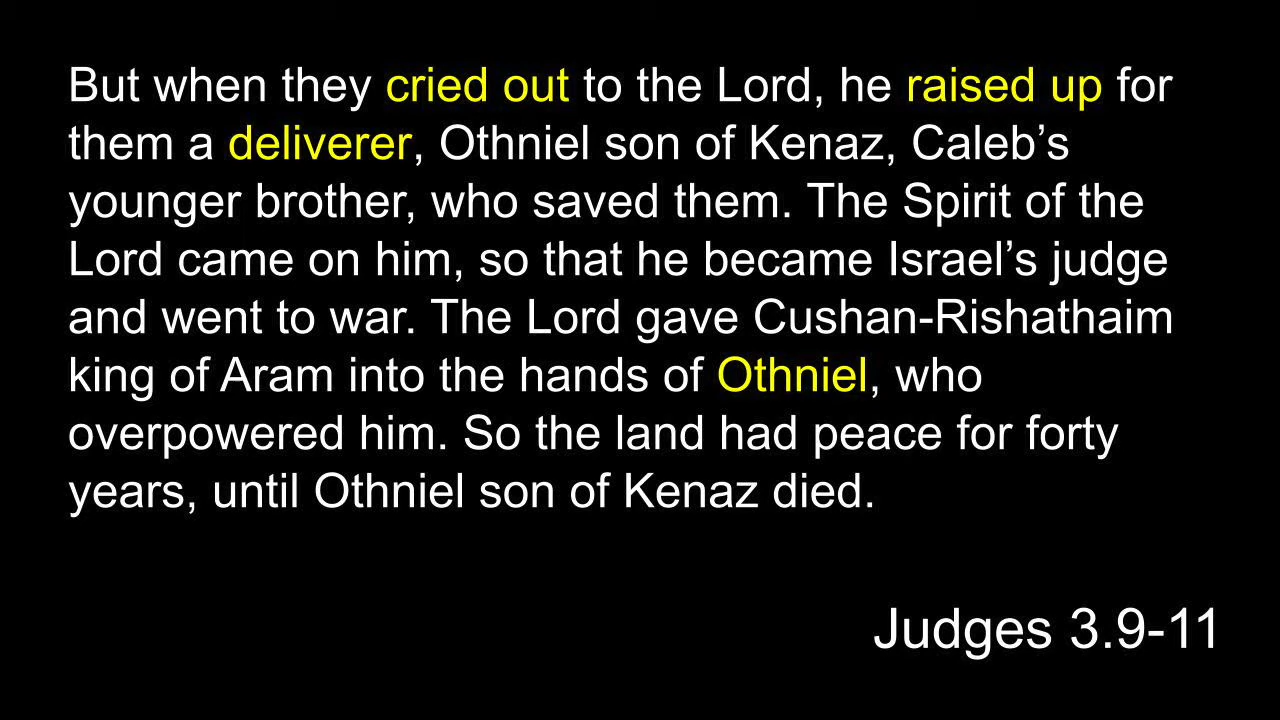 But when they cried out to the Lord, he raised up for
them a deliverer, Othniel son of Kenaz, Caleb’s
younger brother, who saved them. The Spirit of the
Lord came on him, so that he became Israel’s judge
and went to war. The Lord gave Cushan-Rishathaim
king of Aram into the hands of Othniel, who
overpowered him. So the land had peace for forty
years, until Othniel son of Kenaz died.
Judges 3.9-11